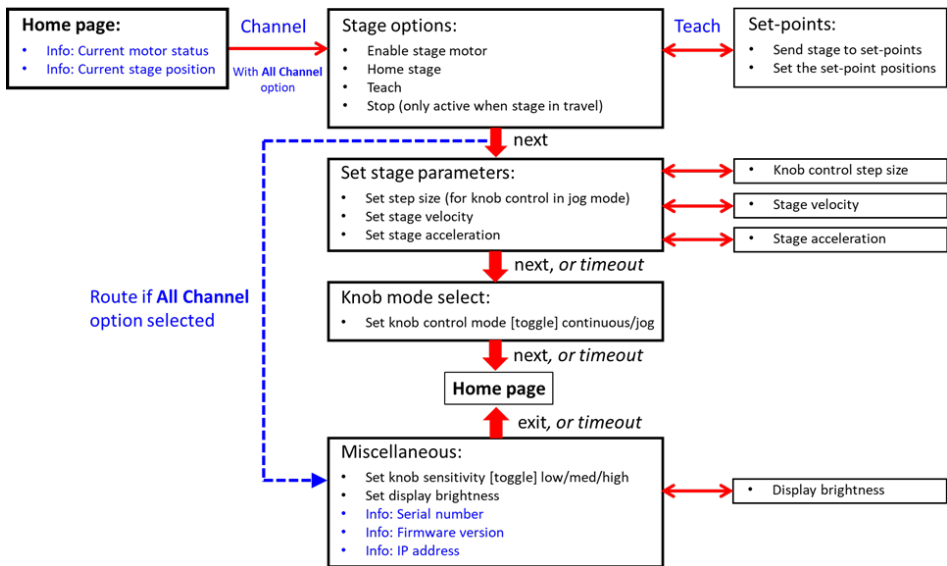 Home page:
• Info: Current motor status
• Info: Current stage position
Channel
With All Channel
option
Stage options:
• Enable stage motor
• Home stage
• Teach
• Stop (only active when stage in travel)
Teach
Set-points:
• Send stage to set-points
• Set the set-point positions
next
Set stage parameters:
• Set step size (for knob control in jog mode)
• Set stage velocity
• Set stage acceleration
• Knob control step size
• Stage velocity
• Stage acceleration
next, or timeout
Route if All Channel
option selected
Knob mode select:
• Set knob control mode [toggle] continuous/jog
next, or timeout
Home page
exit, or timeout
Miscellaneous:
• Set knob sensitivity [toggle] low/med/high
• Set display brightness
• Info: Serial number
• Info: Firmware version
• Info: IP address
• Display brightness